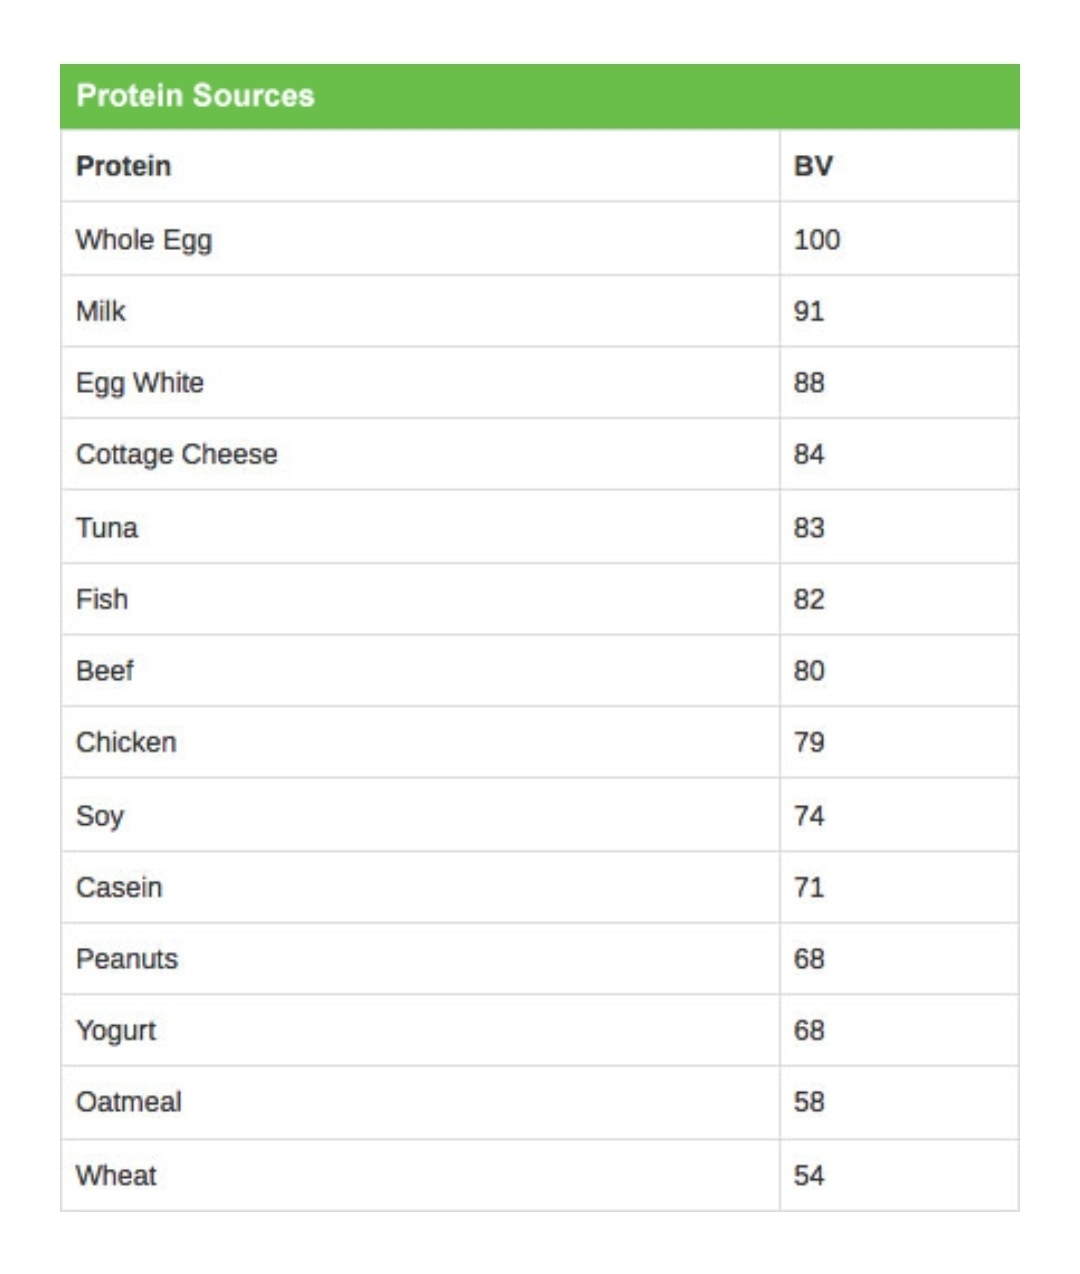 Protein Sources
Protein BV
Whole Egg 100
Milk 91
Egg White 88
Cottage Cheese 84
Tuna 83
Fish 82
Beef 80
Chicken 79
Soy 74
Casein 71
Peanuts 68
Yogurt 68
Oatmeal 58
Wheat 54